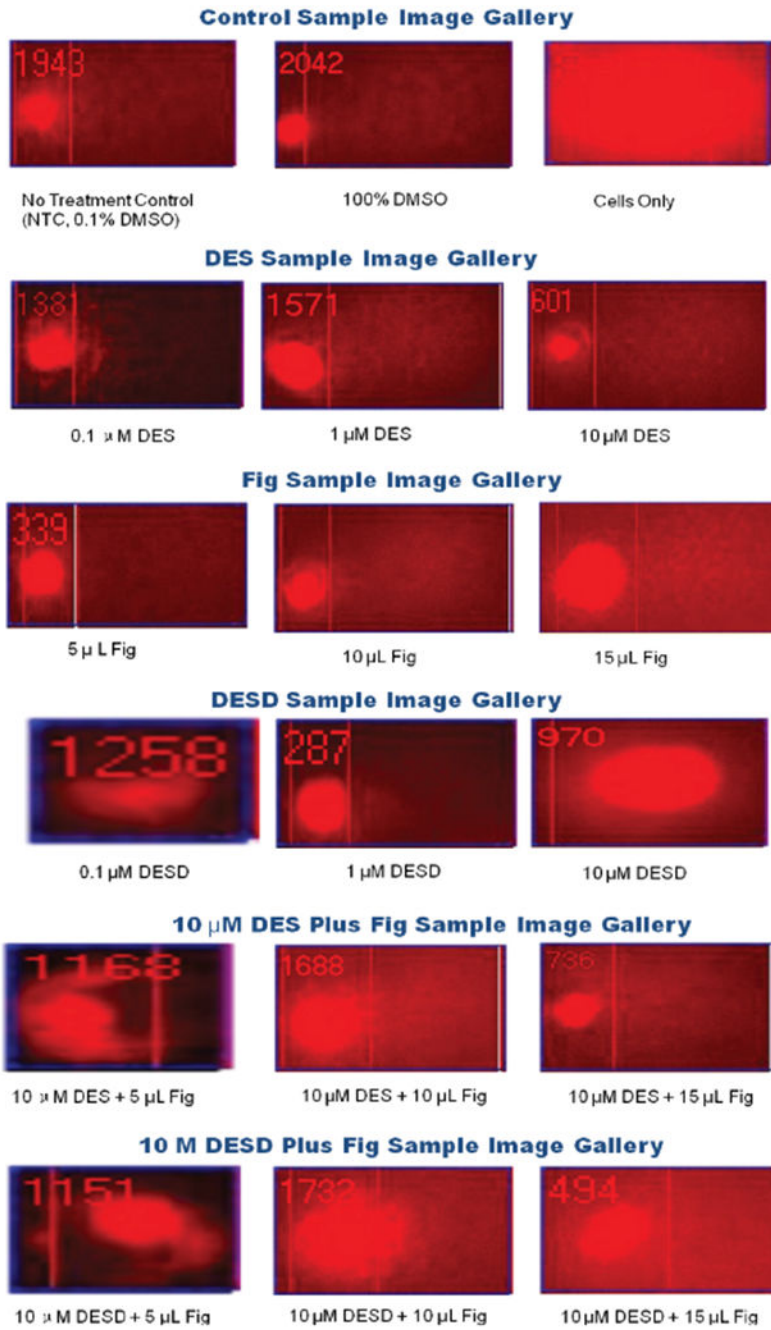 Control Sample Image Gallery
1943
2042
No Treatment Control
(NTC, 0.1% DMSO)
100% DMSO
Cells Only
DES Sample Image Gallery
1381
1571
601
0.1 μM DES
1 μM DES
10 μM DES
Fig Sample Image Gallery
339
5 μL Fig
10 μL Fig
15 μL Fig
DESD Sample Image Gallery
1258
287
970
0.1 μM DESD
1 μM DESD
10 μM DESD
10 μM DES Plus Fig Sample Image Gallery
1168
1688
736
10 μM DES + 5 μL Fig
10 μM DES + 10 μL Fig
10 μM DES + 15 μL Fig
10 M DESD Plus Fig Sample Image Gallery
1151
1732
494
10 μM DESD + 5 μL Fig
10 μM DESD + 10 μL Fig
10 μM DESD + 15 μL Fig